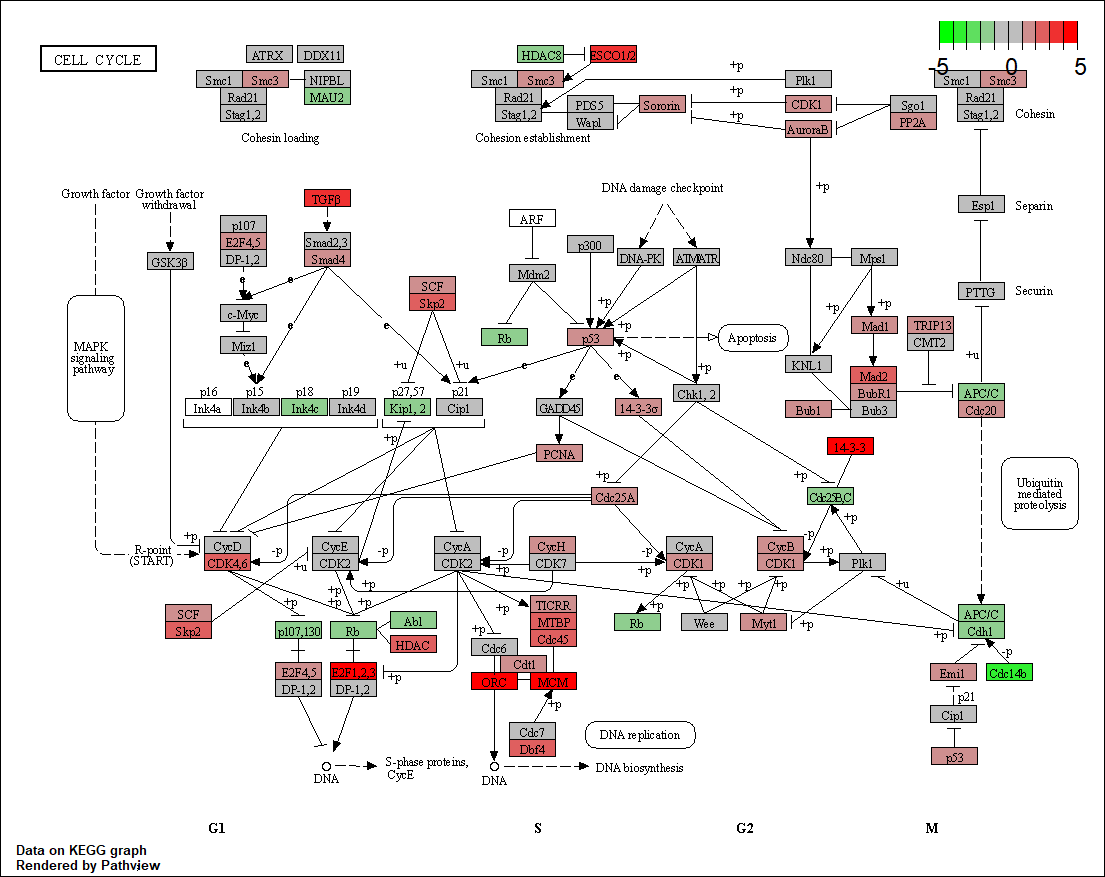 CELL CYCLE
ATRX
DDX11
Smc1
Smc3
NIPBL
Rad21
MAU2
Stag1,2
Cohesin loading
HDAC8
ESCO1/2
Smc1
Smc3
Rad21
Stag1,2
PDS5
Wapl
Cohesion establishment
Sororin
+p
+p
+p
Plk1
CDK1
AuroraB
Sgo1
PP2A
-5
0
5
Smc1
Smc3
Rad21
Stag1,2
Cohesin
Growth factor
Growth factor
withdrawal
TGFβ
DNA damage checkpoint
+p
Espl
Separin
p107
E2F4,5
DP-1,2
Smad2,3
Smad4
ARF
p300
DNA-PK
ATM/ATR
GSK3β
Ndc80
Mps1
e
e
c-Myc
SCF
Skp2
Mdm2
PTTG
Securin
+p
+p
+p
+p
MAPK
signaling
pathway
Miz1
e
e
e
Rb
p53
+p
Apoptosis
Mad1
TRIP13
CMT2
+u
+u
+u
e
e
+p
KNL1
Mad2
BubR1
Bub3
Bub1
APC/C
Cdc20
p16
p15
p18
p19
Ink4a
Ink4b
Ink4c
Ink4d
p27,57
p21
Kip1, 2
Cip1
GADD45
14-3-3σ
Chk1, 2
+p
PCNA
14-3-3
+p
+p
Cdc25A
Cdc25B,C
Ubiquitin
mediated
proteolysis
R-point
(START)
+p
CycD
CDK4,6
-p
+u
CycE
CDK2
-p
CycA
CDK2
-p
+p
CycH
CDK7
+p
-p
CycA
CDK1
CycB
CDK1
-p
+p
+p
Plk1
+u
SCF
Skp2
+p
+p
+p
+p
p107,130
Rb
Abl
HDAC
+p
+p
TICRR
MTBP
Cdc45
+p
Rb
+p
+p
+p
Wee
Myt1
+p
+p
APC/C
Cdh1
-p
E2F4,5
DP-1,2
E2F1,2,3
DP-1,2
+p
Cdc6
Cdt1
ORC
MCM
+p
Emi1
Cdc14b
p21
Cip1
Cdc7
Dbf4
DNA replication
p53
DNA
S-phase proteins,
CycE
DNA
DNA biosynthesis
G1
S
G2
M
Data on KEGG graph
Rendered by Pathview